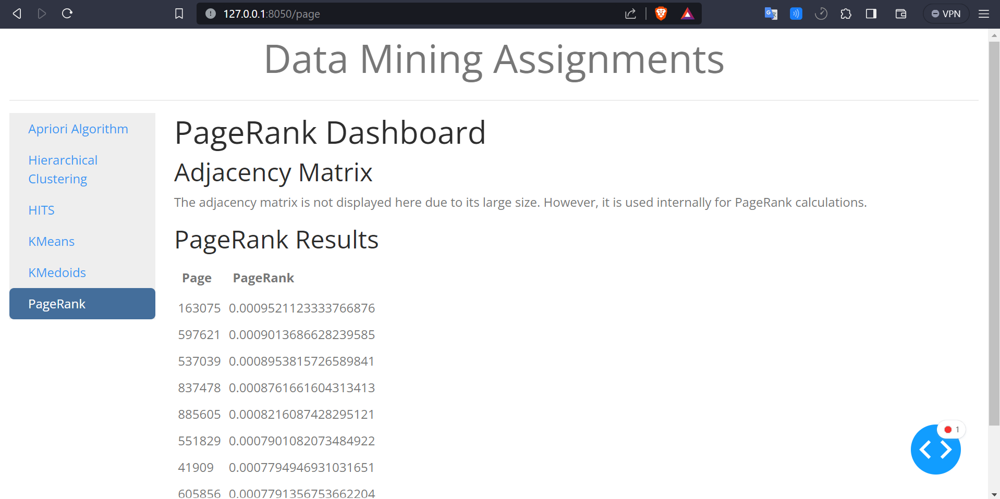 127.0.0.1:8050/page
VPN
Data Mining Assignments
Apriori Algorithm
Hierarchical
Clustering
HITS
KMeans
KMedoids
PageRank
PageRank Dashboard
Adjacency Matrix
The adjacency matrix is not displayed here due to its large size. However, it is used internally for PageRank calculations.
PageRank Results
Page PageRank
163075 0.0009521123333766876
597621 0.0009013686628239585
537039 0.0008953815726589841
837478 0.0008761661604313413
885605 0.0008216087428295121
551829 0.0007901082073484922
41909 0.0007794946931031651
605856 0.0007791356753662204
1